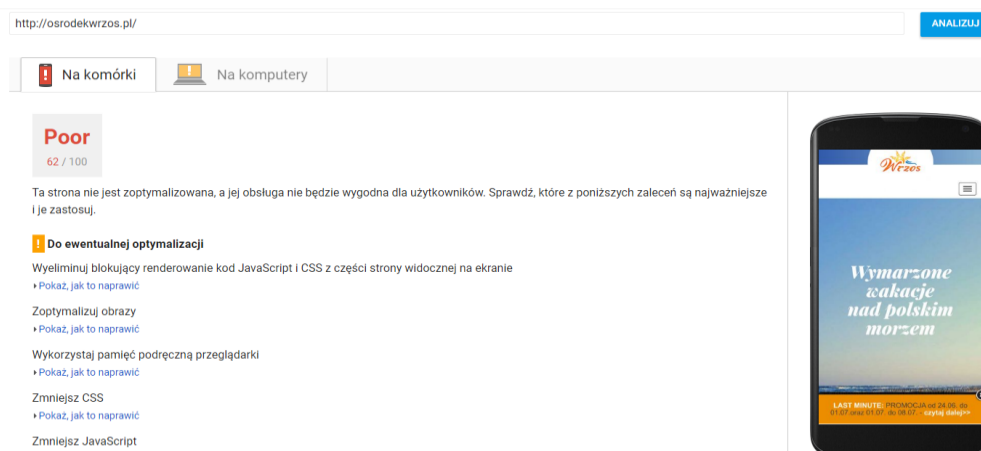 http://osrodekwrzos.pl/
ANALIZUJ
Na komórki
Na komputery
Poor
62 / 100
Ta strona nie jest zoptymalizowana, a jej obsługa nie będzie wygodna dla użytkowników. Sprawdź, które z poniższych zaleceń są najważniejsze
i je zastosuj.
Do ewentualnej optymalizacji
Wyeliminuj blokujący renderowanie kod JavaScript i CSS z części strony widocznej na ekranie
Pokaż, jak to naprawić
Zoptymalizuj obrazy
Pokaż, jak to naprawić
Wykorzystaj pamięć podręczną przeglądarki
Pokaż, jak to naprawić
Zmniejsz CSS
Pokaż, jak to naprawić
Zmniejsz JavaScript
Wrzos
Wymarzone
wakacje
nad polskim
morzem
LAST MINUTE PROMOCJA od 24.06. do
01.07 oraz 01.07. do 08.07. - czytaj dalej>>